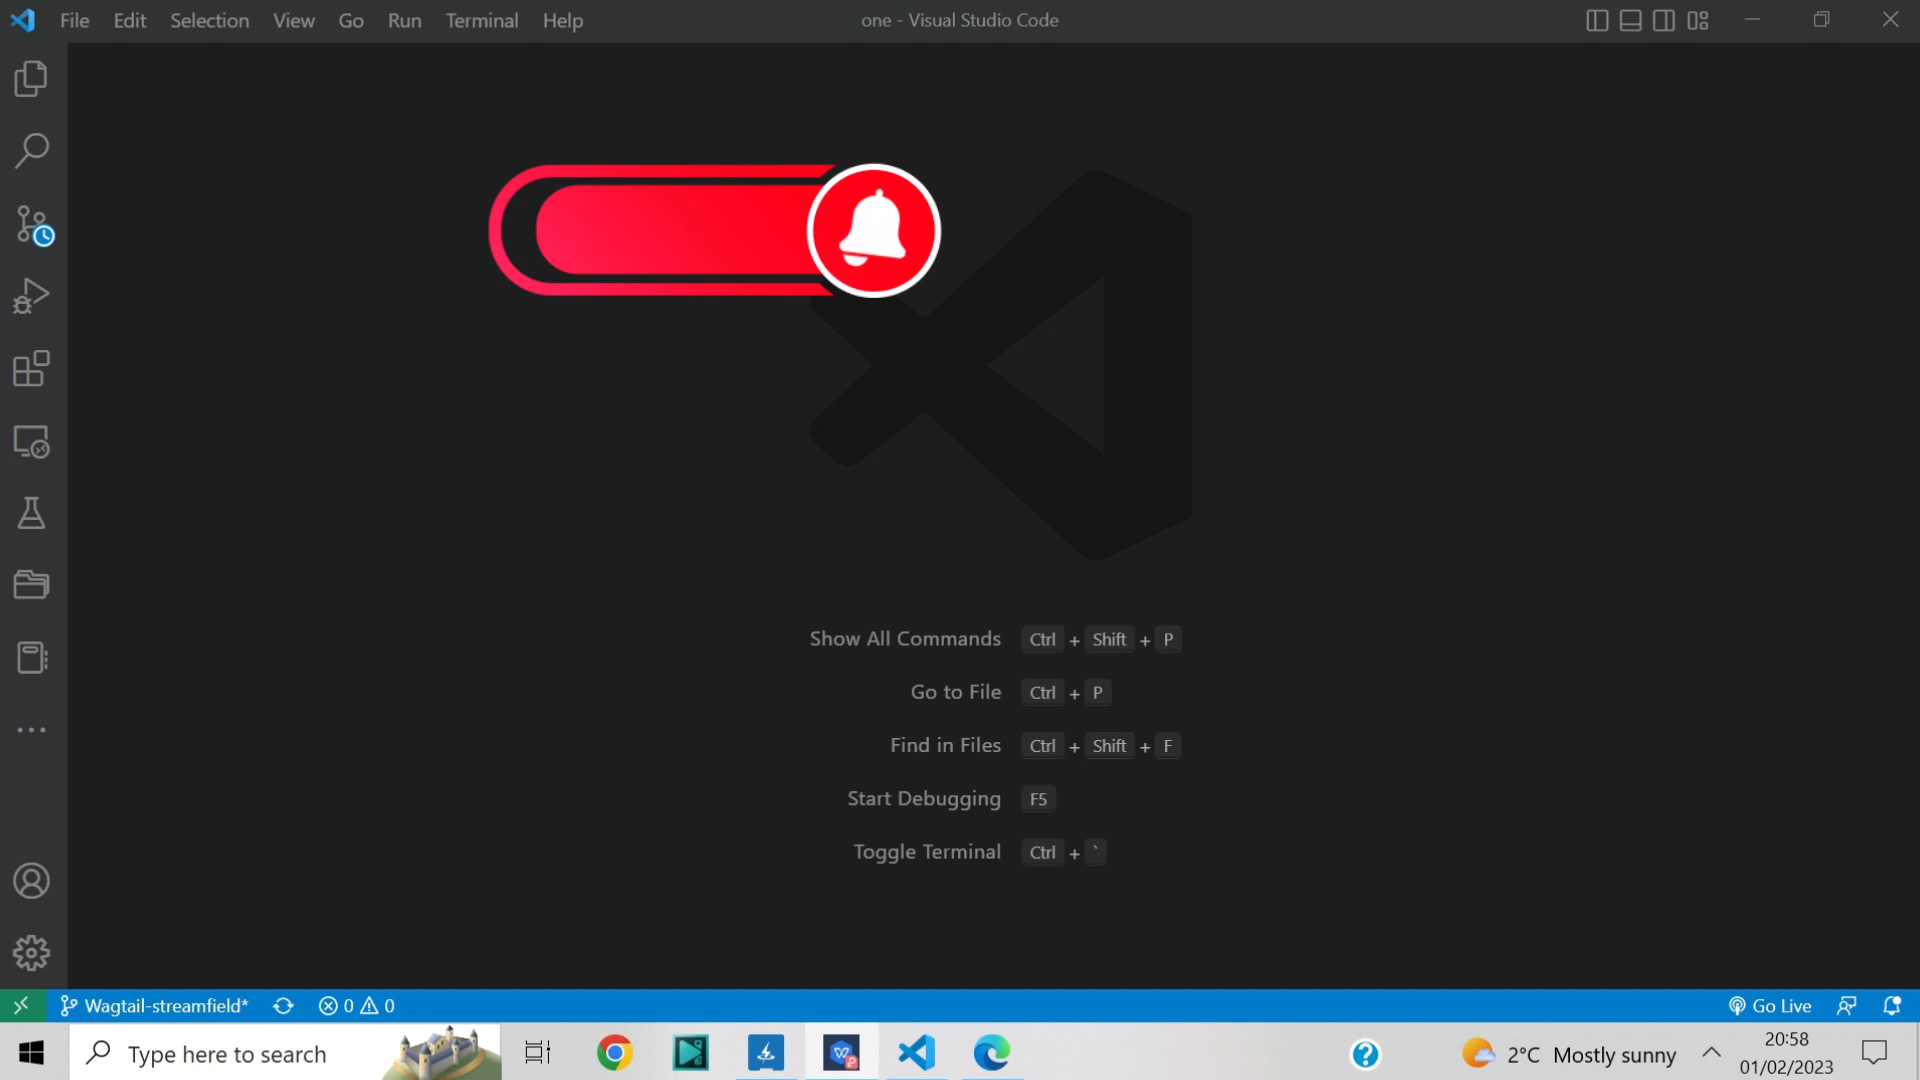 File Edit Selection View Go Run Terminal Help
one - Visual Studio Code
Show All Commands Ctrl + Shift + P
Go to File Ctrl + P
Find in Files Ctrl + Shift + F
Start Debugging F5
Toggle Terminal Ctrl + `
Wagtail-streamfield* 0 0 Go Live
Type here to search
2°C Mostly sunny
20:58
01/02/2023